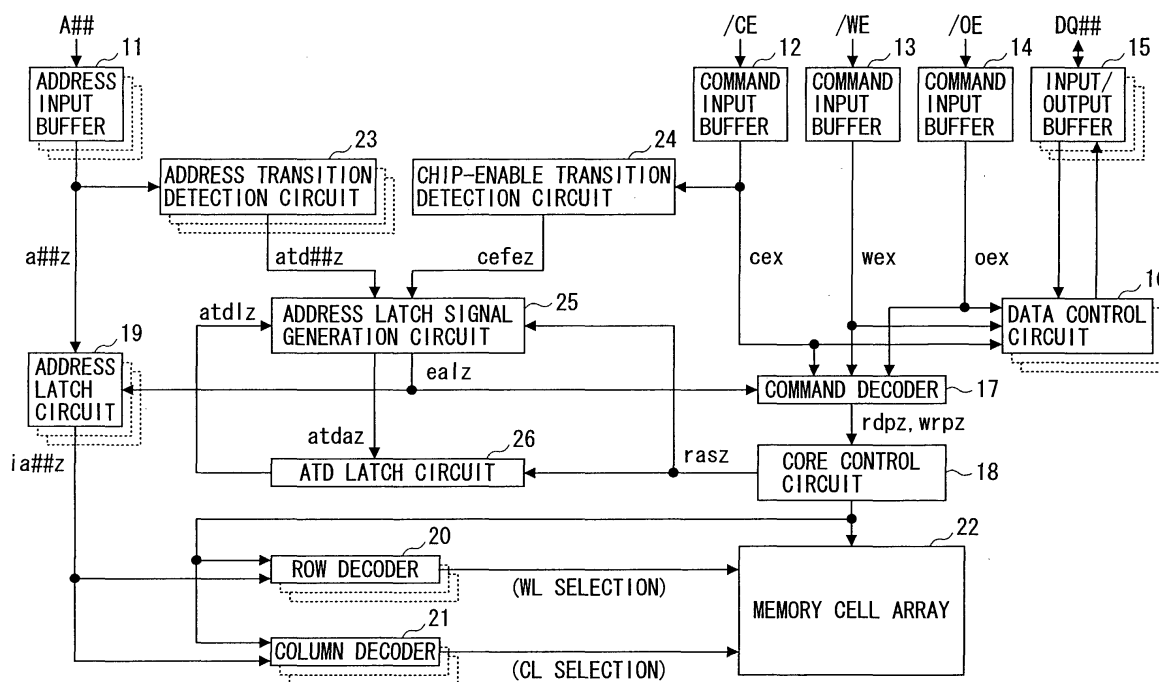 A##
/CE
/WE
/OE
DQ##
11
12
13
14
15
ADDRESS
INPUT
BUFFER
COMMAND
INPUT
BUFFER
COMMAND
INPUT
BUFFER
COMMAND
INPUT
BUFFER
INPUT/
OUTPUT
BUFFER
23
ADDRESS TRANSITION
DETECTION CIRCUIT
24
CHIP-ENABLE TRANSITION
DETECTION CIRCUIT
a##z
atd##z
cefez
cex
wex
oex
16
DATA CONTROL
CIRCUIT
atdlz
25
ADDRESS LATCH SIGNAL
GENERATION CIRCUIT
19
ADDRESS
LATCH
CIRCUIT
ealz
COMMAND DECODER
17
rdpz, wrpz
ia##z
atdaz
26
ATD LATCH CIRCUIT
rasz
CORE CONTROL
CIRCUIT
18
20
ROW DECODER
(WL SELECTION)
22
MEMORY CELL ARRAY
21
COLUMN DECODER
(CL SELECTION)